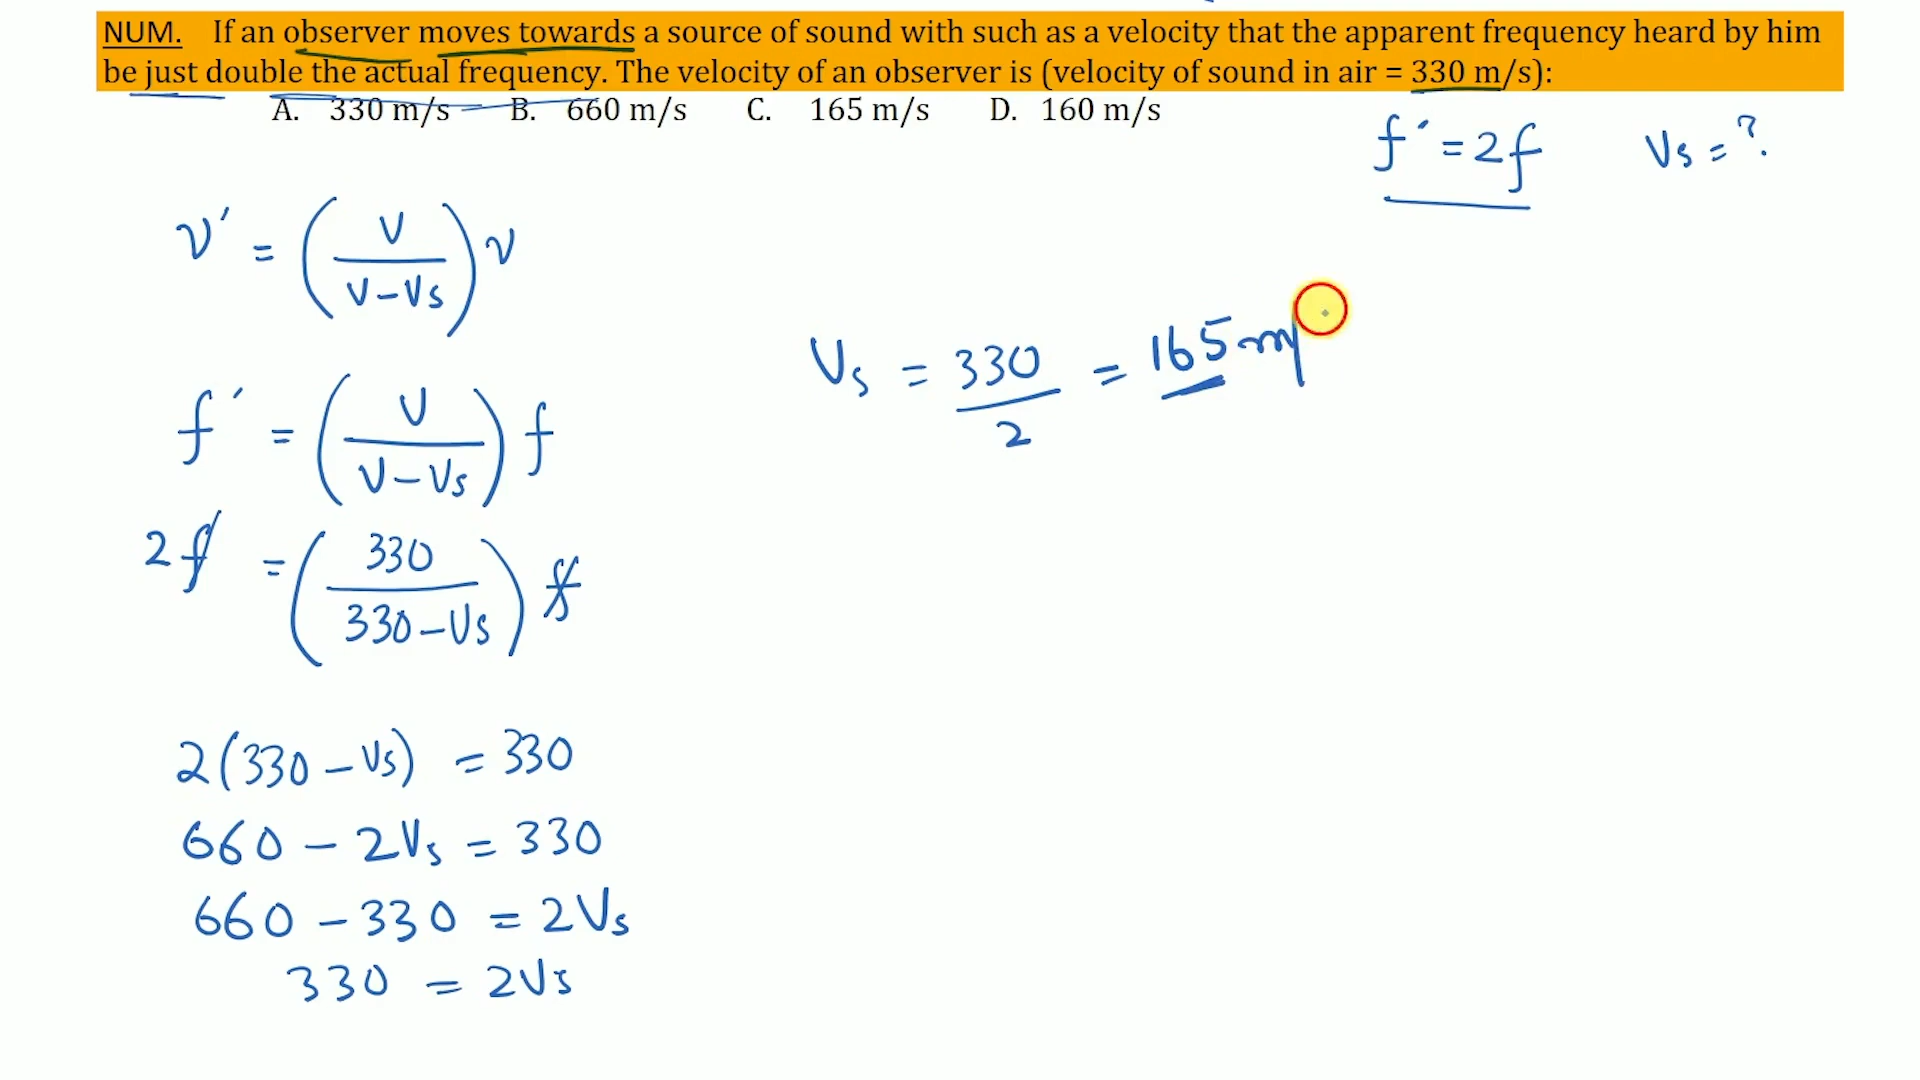 NUM. If an observer moves towards a source of sound with such as a velocity that the apparent frequency heard by him
be just double the actual frequency. The velocity of an observer is (velocity of sound in air = 330 m/s):
A. 330 m/s B. 660 m/s C. 165 m/s D. 160 m/s
f' = 2f Vs = ?
ν' = (V / V-Vs) ν
f' = (V / V-Vs) f
2f = (330 / 330-Vs) f
2(330-Vs) = 330
660 - 2Vs = 330
660 - 330 = 2Vs
330 = 2Vs
Vs = 330 / 2 = 165 m/